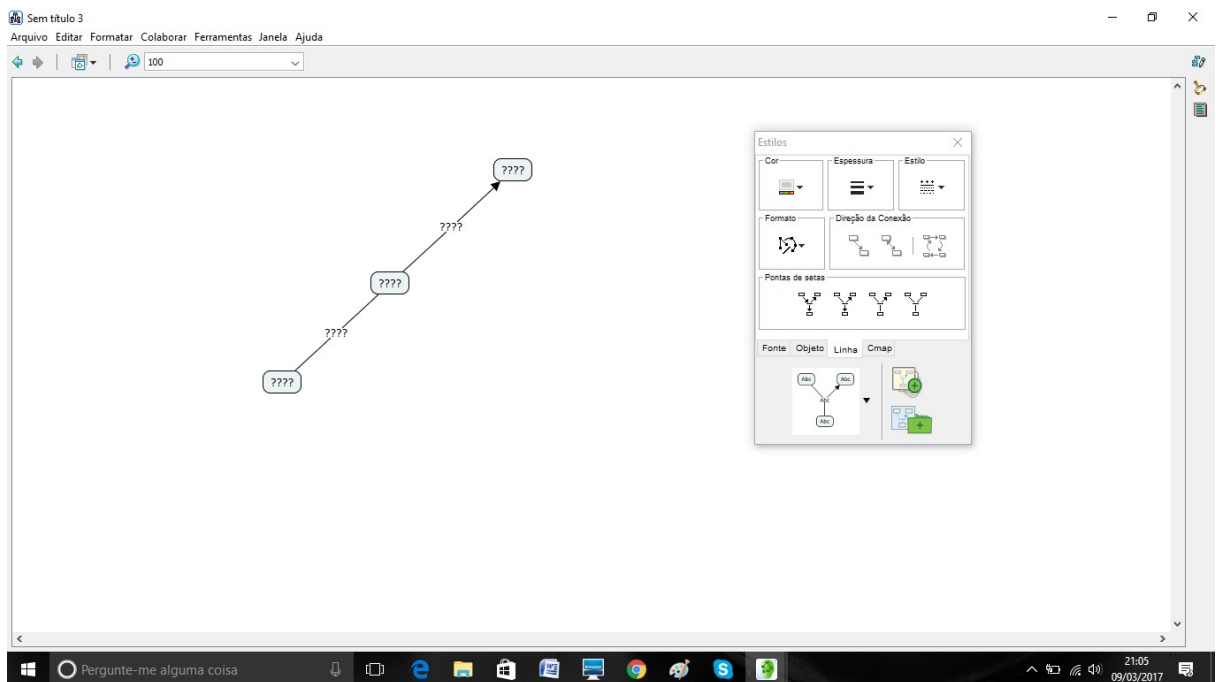 Sem título 3
Arquivo Editar Formatar Colaborar Ferramentas Janela Ajuda
100
????
????
????
????
????
Estilos
Cor Espessura Estilo
Formato Direção da Conexão
Pontas de setas
Fonte Objeto Linha Cmap
Abc Abc
Abc
Abc
Pergunte-me alguma coisa
21:05
09/03/2017